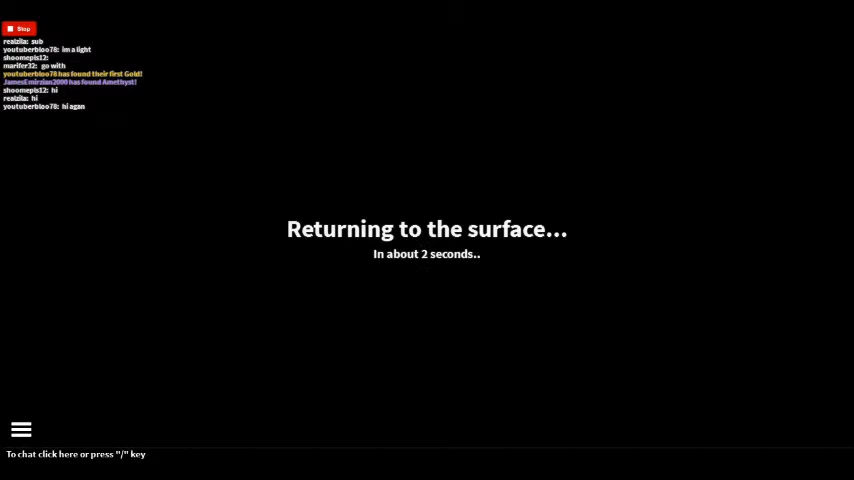 Stop
realzila: sub
youtuberbloo78: im a light
shoomepls12:
marifer32: go with
youtuberbloo78 has found their first Gold!
JamesEmirzian2000 has found Amethyst!
shoomepls12: hi
realzila: hi
youtuberbloo78: hi agan
Returning to the surface...
In about 2 seconds..
To chat click here or press "/" key